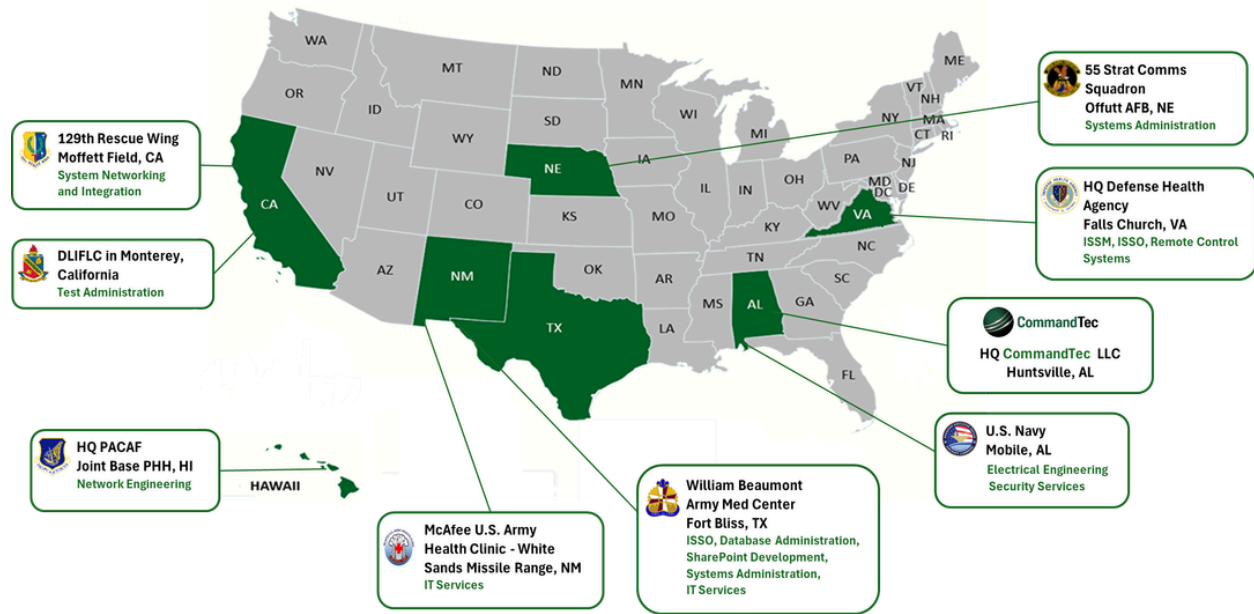 WA
MT
ND
MN
OR
ID
SD
WI
MI
ME
VT
NH
NY
MA
CT
RI
WY
NE
IA
PA
NJ
NV
UT
CO
IL
IN
OH
MD
DE
DC
WV
VA
CA
KS
MO
KY
NC
TN
AZ
NM
OK
AR
SC
TX
LA
MS
AL
GA
FL
HAWAII
129th Rescue Wing
Moffett Field, CA
System Networking
and Integration
DLIFLC in Monterey,
California
Test Administration
HQ PACAF
Joint Base PHH, HI
Network Engineering
McAfee U.S. Army
Health Clinic - White
Sands Missile Range, NM
IT Services
William Beaumont
Army Med Center
Fort Bliss, TX
ISSO, Database Administration,
SharePoint Development,
Systems Administration,
IT Services
55 Strat Comms
Squadron
Offutt AFB, NE
Systems Administration
HQ Defense Health
Agency
Falls Church, VA
ISSM, ISSO, Remote Control
Systems
CommandTec
HQ CommandTec LLC
Huntsville, AL
U.S. Navy
Mobile, AL
Electrical Engineering
Security Services